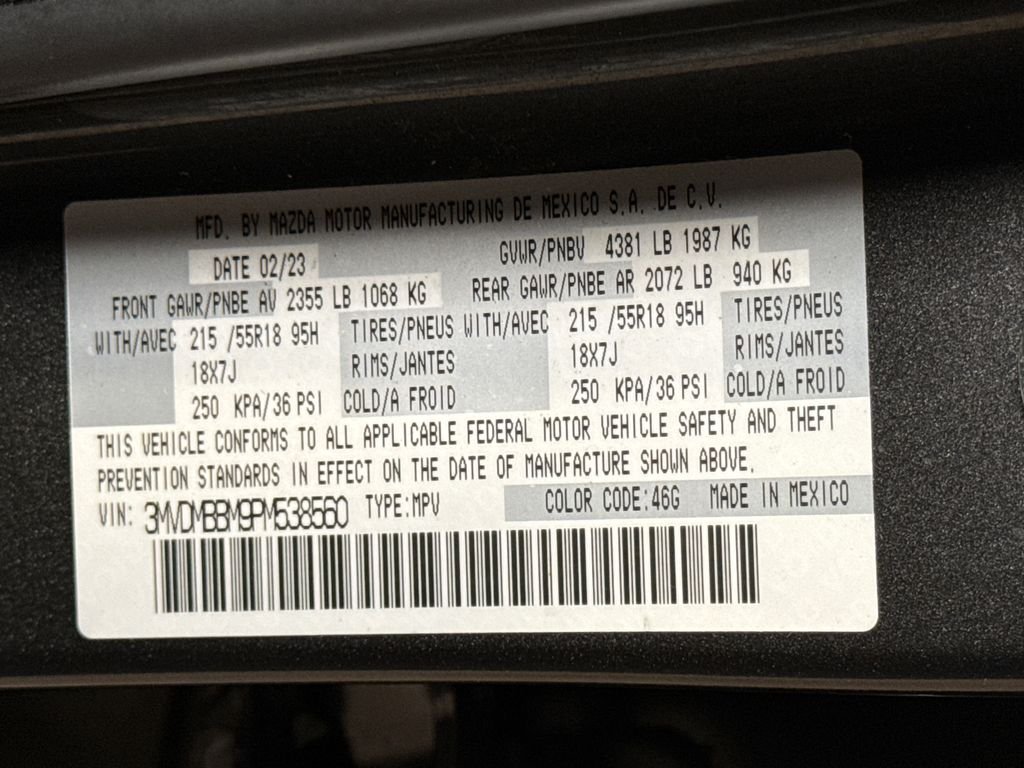 MFD. BY MAZDA MOTOR MANUFACTURING DE MEXICO S.A. DE C.V.
DATE 02/23 GVWR/PNBV 4381 LB 1987 KG
FRONT GAWR/PNBE AV 2355 LB 1068 KG REAR GAWR/PNBE AR 2072 LB 940 KG
WITH/AVEC 215 /55R18 95H TIRES/PNEUS WITH/AVEC 215 /55R18 95H TIRES/PNEUS
18X7J RIMS/JANTES 18X7J RIMS/JANTES
250 KPA/36 PSI COLD/A FROID 250 KPA/36 PSI COLD/A FROID
THIS VEHICLE CONFORMS TO ALL APPLICABLE FEDERAL MOTOR VEHICLE SAFETY AND THEFT
PREVENTION STANDARDS IN EFFECT ON THE DATE OF MANUFACTURE SHOWN ABOVE.
VIN: 3MVDMBBM9PM538560 TYPE:MPV COLOR CODE:46G MADE IN MEXICO